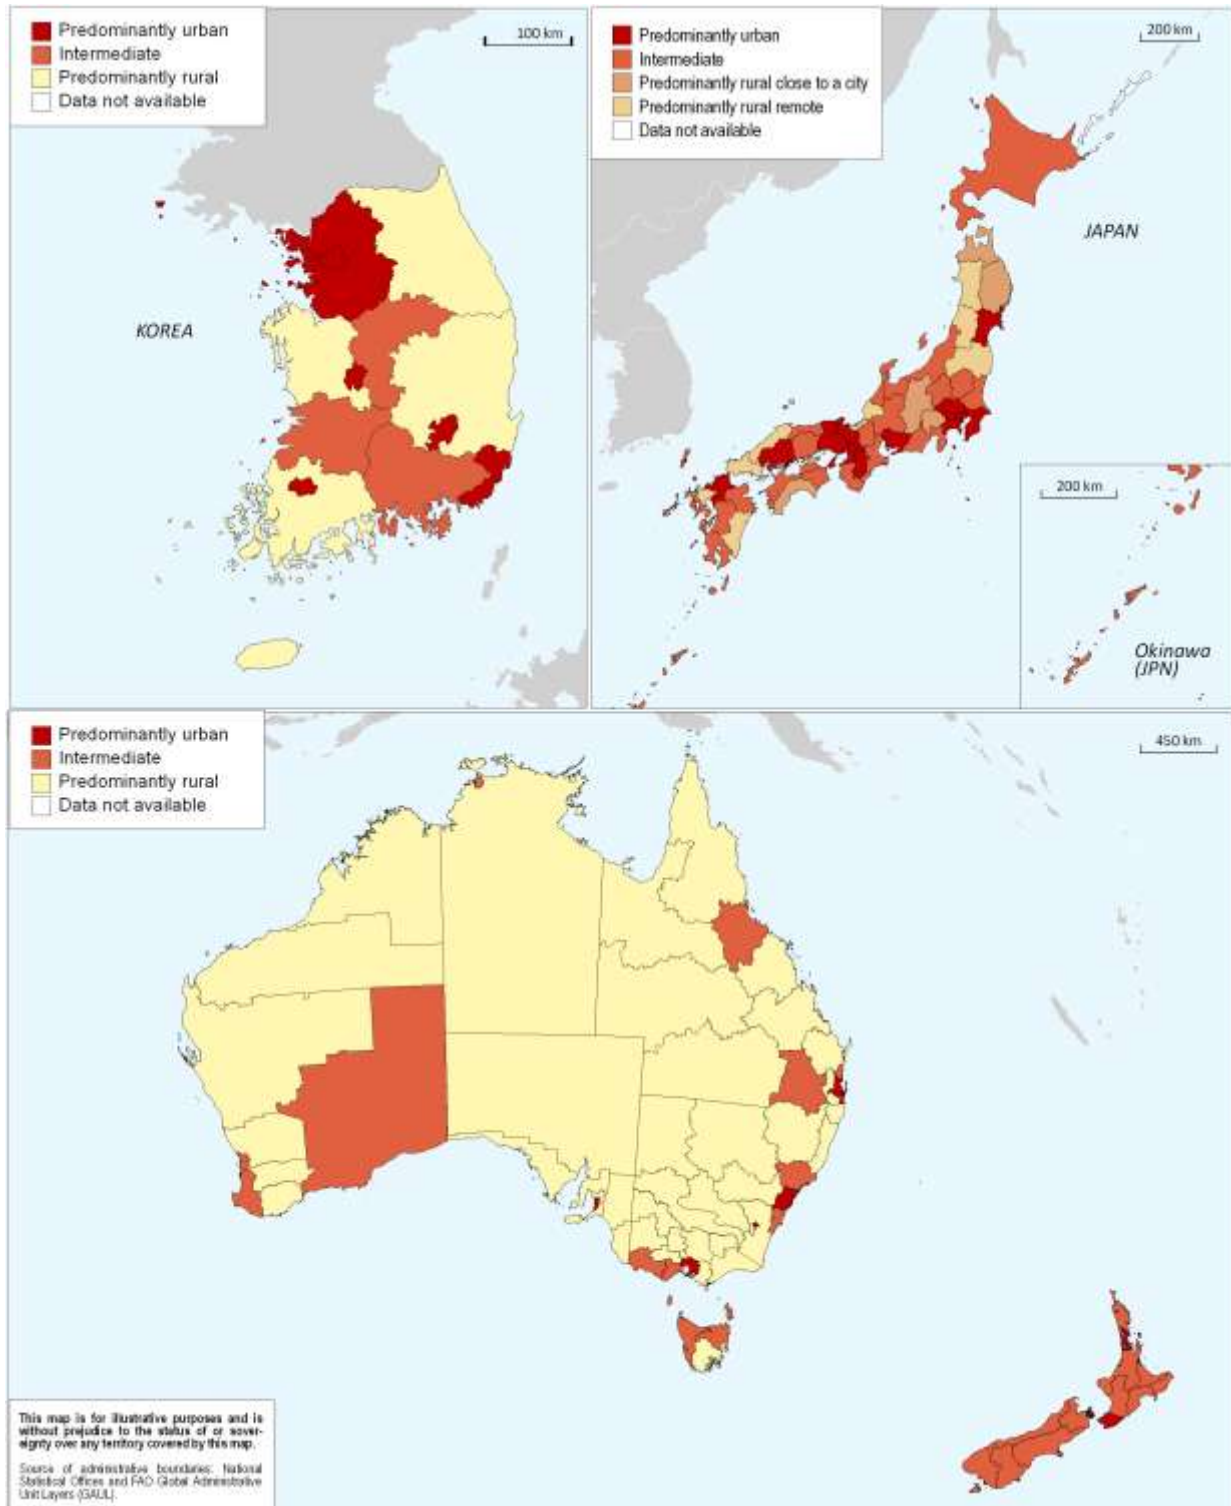 Predominantly urban
Intermediate
Predominantly rural
Data not available
100 km
KOREA
Predominantly urban
Intermediate
Predominantly rural close to a city
Predominantly rural remote
Data not available
200 km
JAPAN
200 km
Okinawa
(JPN)
Predominantly urban
Intermediate
Predominantly rural
Data not available
450 km
This map is for illustrative purposes and is
without prejudice to the status of or sover-
eignty over any territory covered by this map.
Source of administrative boundaries: National
Statistical Offices and FAO Global Administrative
Unit Layers (GAUL).